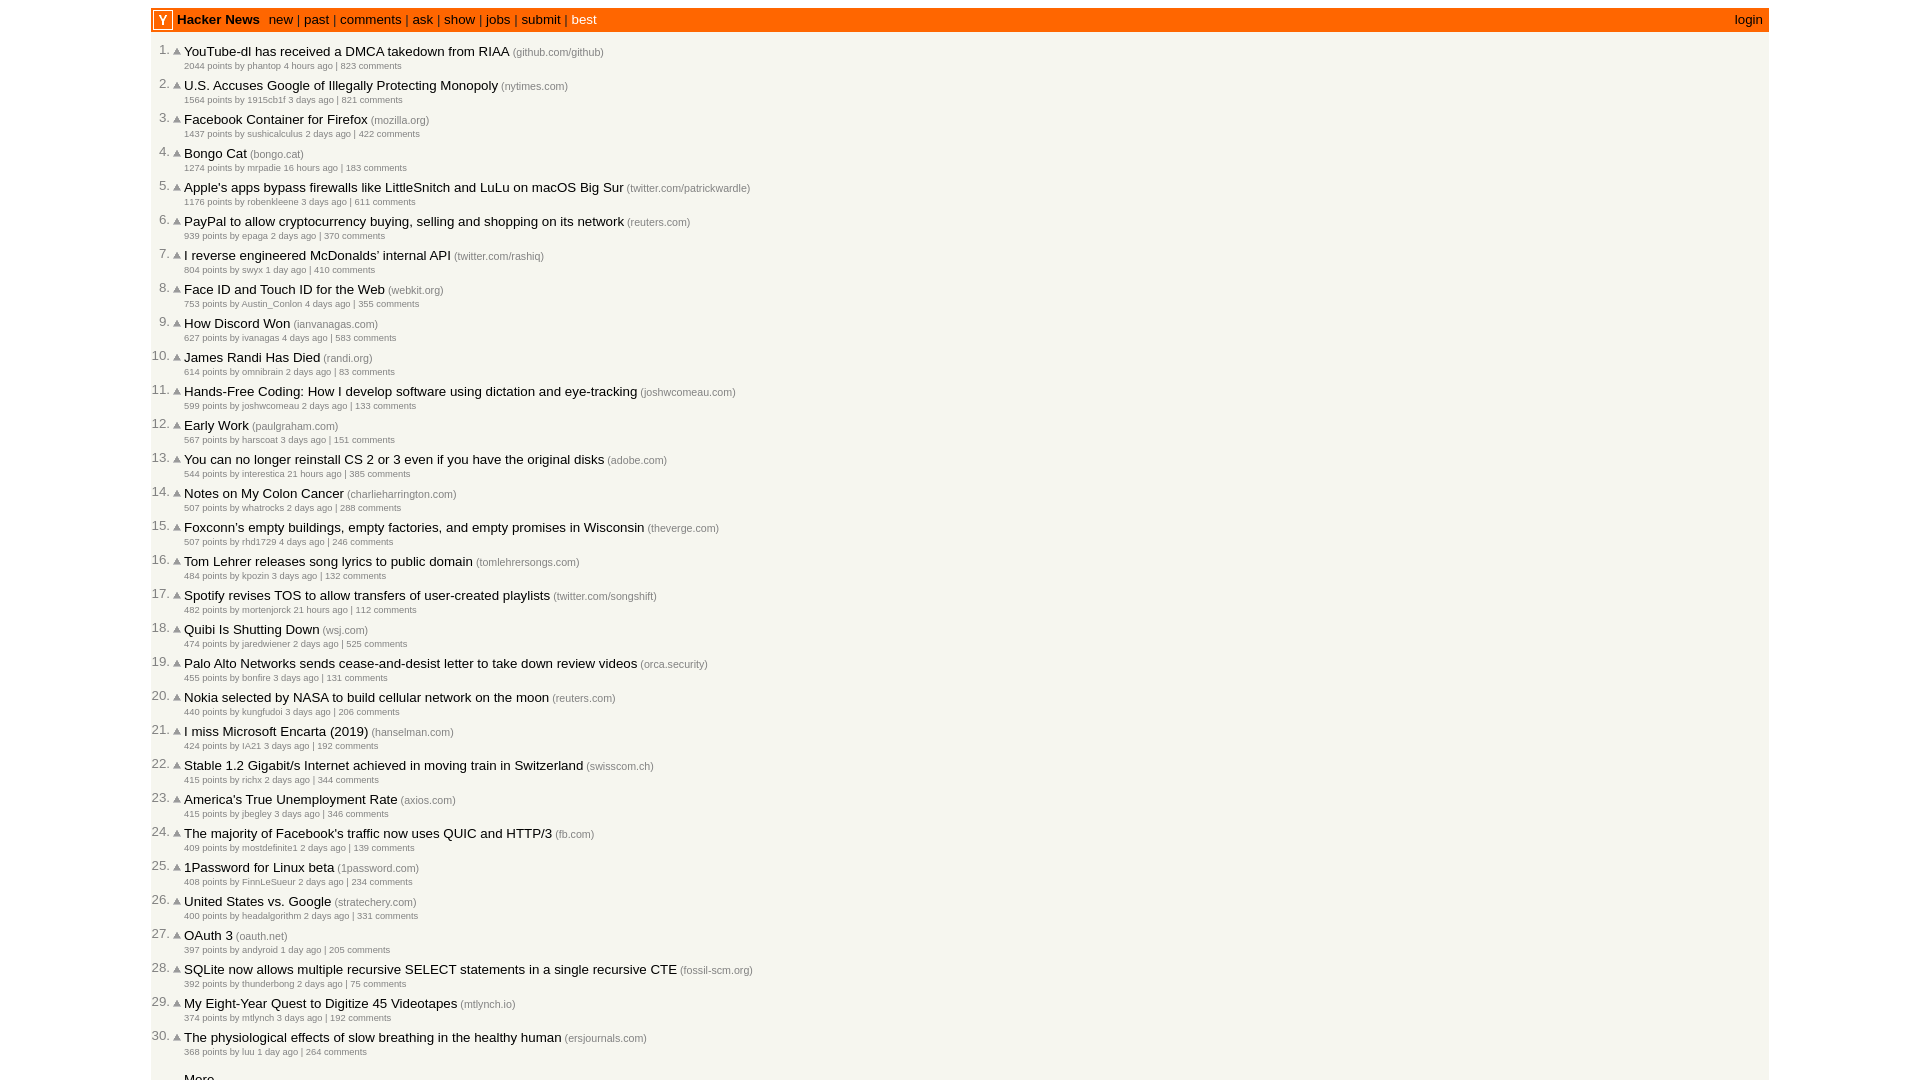 Y Hacker News new | past | comments | ask | show | jobs | submit | best login
1. YouTube-dl has received a DMCA takedown from RIAA (github.com/github)
2044 points by phantop 4 hours ago | 823 comments
2. U.S. Accuses Google of Illegally Protecting Monopoly (nytimes.com)
1564 points by 1915cb1f 3 days ago | 821 comments
3. Facebook Container for Firefox (mozilla.org)
1437 points by sushicalculus 2 days ago | 422 comments
4. Bongo Cat (bongo.cat)
1274 points by mrpadie 16 hours ago | 183 comments
5. Apple's apps bypass firewalls like LittleSnitch and LuLu on macOS Big Sur (twitter.com/patrickwardle)
1176 points by robenkleene 3 days ago | 611 comments
6. PayPal to allow cryptocurrency buying, selling and shopping on its network (reuters.com)
939 points by epaga 2 days ago | 370 comments
7. I reverse engineered McDonalds' internal API (twitter.com/rashiq)
804 points by swyx 1 day ago | 410 comments
8. Face ID and Touch ID for the Web (webkit.org)
753 points by Austin_Conlon 4 days ago | 355 comments
9. How Discord Won (ianvanagas.com)
627 points by ivanagas 4 days ago | 583 comments
10. James Randi Has Died (randi.org)
614 points by omnibrain 2 days ago | 83 comments
11. Hands-Free Coding: How I develop software using dictation and eye-tracking (joshwcomeau.com)
599 points by joshwcomeau 2 days ago | 133 comments
12. Early Work (paulgraham.com)
567 points by harscoat 3 days ago | 151 comments
13. You can no longer reinstall CS 2 or 3 even if you have the original disks (adobe.com)
544 points by interestica 21 hours ago | 385 comments
14. Notes on My Colon Cancer (charlieharrington.com)
507 points by whatrocks 2 days ago | 288 comments
15. Foxconn's empty buildings, empty factories, and empty promises in Wisconsin (theverge.com)
507 points by rhd1729 4 days ago | 246 comments
16. Tom Lehrer releases song lyrics to public domain (tomlehrersongs.com)
484 points by kpozin 3 days ago | 132 comments
17. Spotify revises TOS to allow transfers of user-created playlists (twitter.com/songshift)
482 points by mortenjorck 21 hours ago | 112 comments
18. Quibi Is Shutting Down (wsj.com)
474 points by jaredwiener 2 days ago | 525 comments
19. Palo Alto Networks sends cease-and-desist letter to take down review videos (orca.security)
455 points by bonfire 3 days ago | 131 comments
20. Nokia selected by NASA to build cellular network on the moon (reuters.com)
440 points by kungfudoi 3 days ago | 206 comments
21. I miss Microsoft Encarta (2019) (hanselman.com)
424 points by IA21 3 days ago | 192 comments
22. Stable 1.2 Gigabit/s Internet achieved in moving train in Switzerland (swisscom.ch)
415 points by richx 2 days ago | 344 comments
23. America's True Unemployment Rate (axios.com)
415 points by jbegley 3 days ago | 346 comments
24. The majority of Facebook's traffic now uses QUIC and HTTP/3 (fb.com)
409 points by mostdefinite1 2 days ago | 139 comments
25. 1Password for Linux beta (1password.com)
408 points by FinnLeSueur 2 days ago | 234 comments
26. United States vs. Google (stratechery.com)
400 points by headalgorithm 2 days ago | 331 comments
27. OAuth 3 (oauth.net)
397 points by andyroid 1 day ago | 205 comments
28. SQLite now allows multiple recursive SELECT statements in a single recursive CTE (fossil-scm.org)
392 points by thunderbong 2 days ago | 75 comments
29. My Eight-Year Quest to Digitize 45 Videotapes (mtlynch.io)
374 points by mtlynch 3 days ago | 192 comments
30. The physiological effects of slow breathing in the healthy human (ersjournals.com)
368 points by luu 1 day ago | 264 comments
More